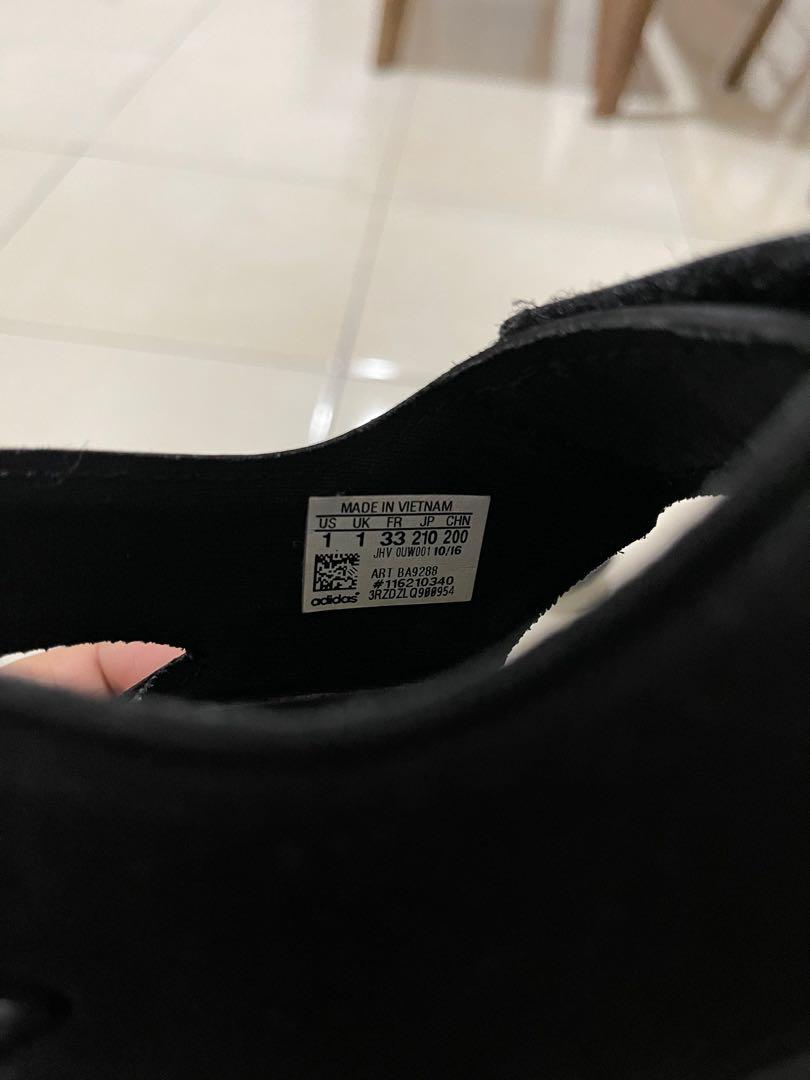 MADE IN VIETNAM
US UK FR JP CHN
1 1 33 210 200
JHV 0UW001 10/16
ART BA9288
#116210340
adidas 3RZDZLQ900954